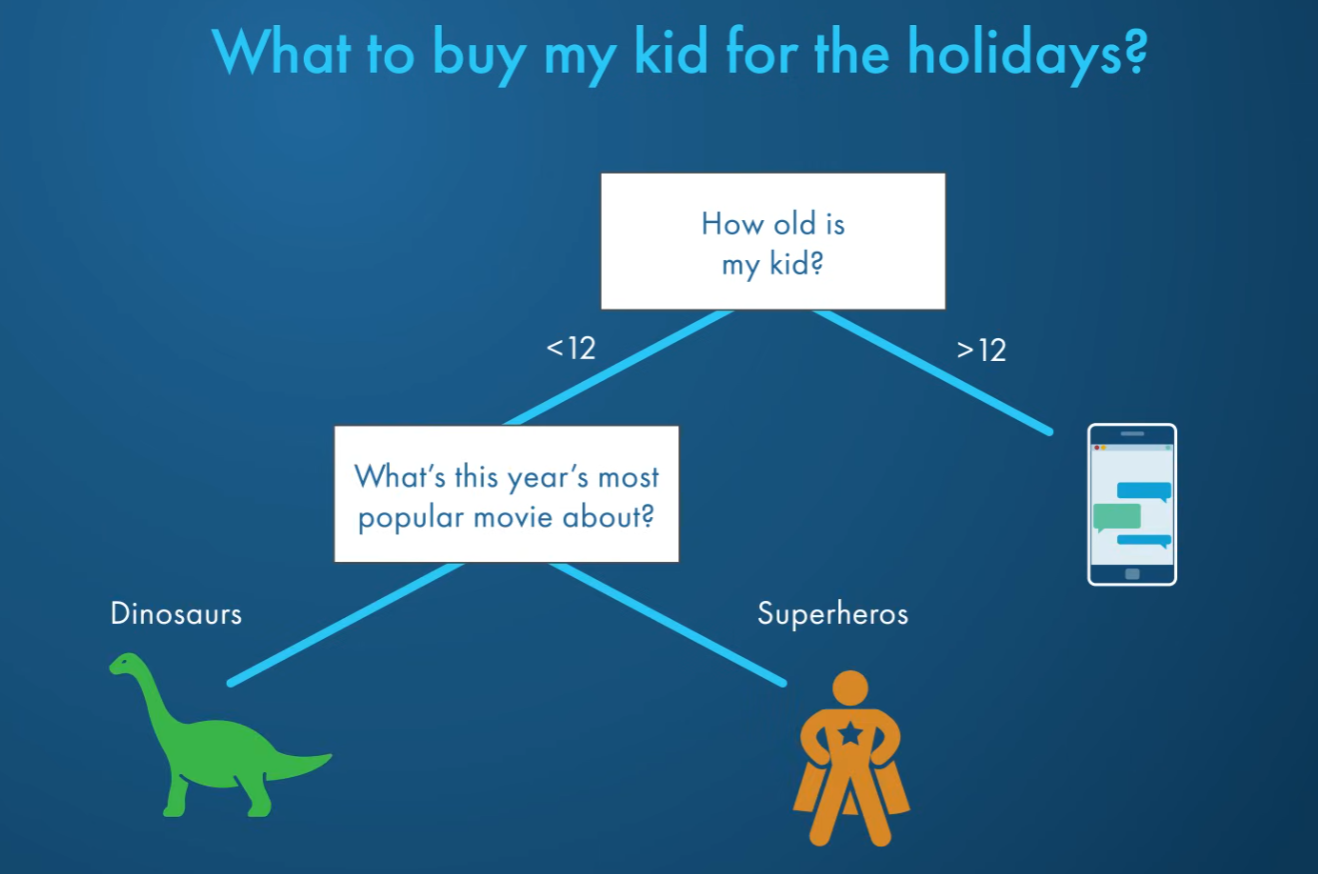 What to buy my kid for the holidays?
How old is
my kid?
<12
>12
What's this year's most
popular movie about?
Dinosaurs
Superheros